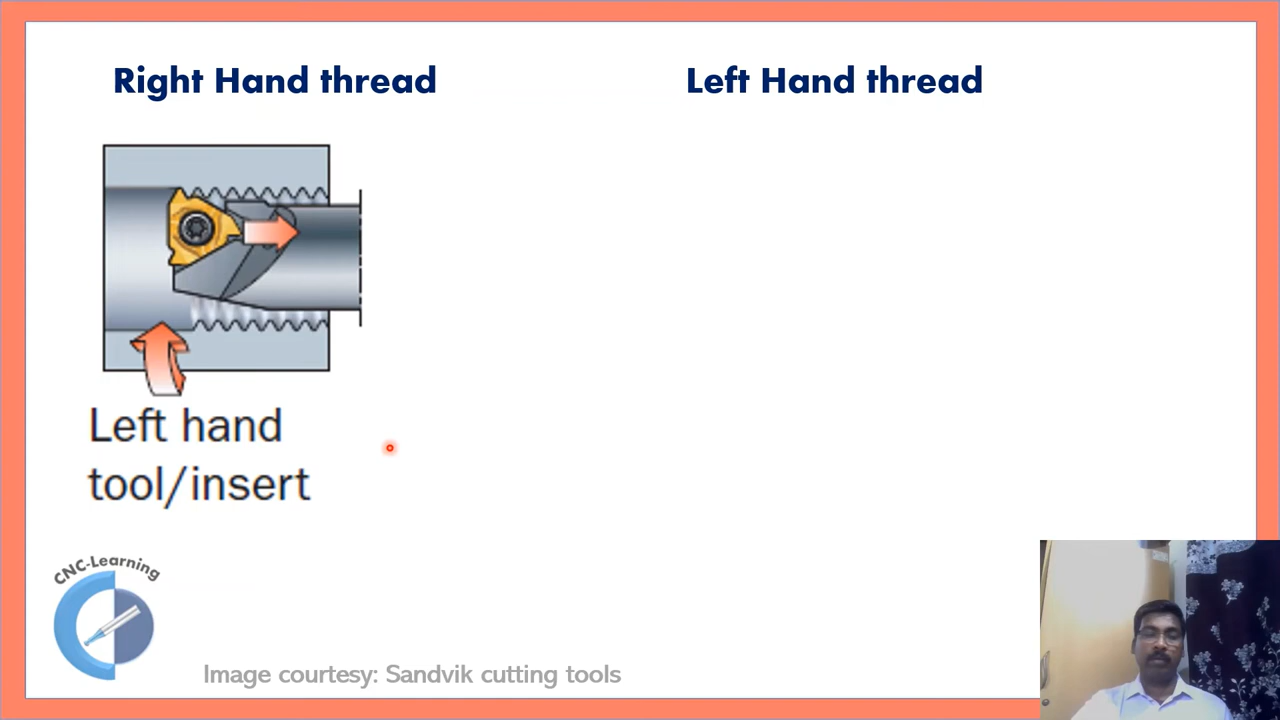 Right Hand thread
Left Hand thread
Left hand
tool/insert
CNC-Learning
Image courtesy: Sandvik cutting tools